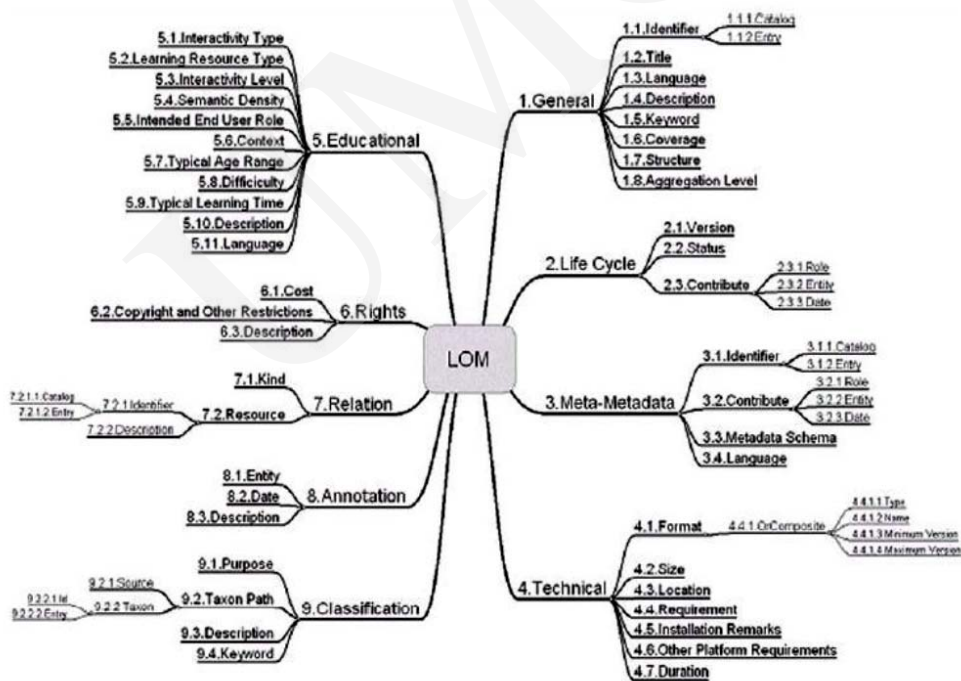 LOM
1.General
1.1.Identifier
1.1.1.Catalog
1.1.2 Entry
1.2.Title
1.3.Language
1.4.Description
1.5.Keyword
1.6.Coverage
1.7.Structure
1.8.Aggregation Level
2.Life Cycle
2.1.Version
2.2.Status
2.3.Contribute
2.3.1 Role
2.3.2 Entity
2.3.3 Date
3.Meta-Metadata
3.1.Identifier
3.1.1.Catalog
3.1.2 Entry
3.2.Contribute
3.2.1 Role
3.2.2 Entity
3.2.3 Date
3.3.Metadata Schema
3.4.Language
4.Technical
4.1.Format
4.4.1.OrComposite
4.4.1.1 Type
4.4.1.2 Name
4.4.1.3 Minimum Version
4.4.1.4 Maximum Version
4.2.Size
4.3.Location
4.4.Requirement
4.5.Installation Remarks
4.6.Other Platform Requirements
4.7.Duration
5.Educational
5.1.Interactivity Type
5.2.Learning Resource Type
5.3.Interactivity Level
5.4.Semantic Density
5.5.Intended End User Role
5.6.Context
5.7.Typical Age Range
5.8.Difficiculty
5.9.Typical Learning Time
5.10.Description
5.11.Language
6.Rights
6.1.Cost
6.2.Copyright and Other Restrictions
6.3.Description
7.Relation
7.1.Kind
7.2.Resource
7.2.1 Identifier
7.2.1.1.Catalog
7.2.1.2 Entry
7.2.2 Description
8.Annotation
8.1.Entity
8.2.Date
8.3.Description
9.Classification
9.1.Purpose
9.2.Taxon Path
9.2.1 Source
9.2.2 Taxon
9.2.2.1 Id
9.2.2.2 Entry
9.3.Description
9.4.Keyword